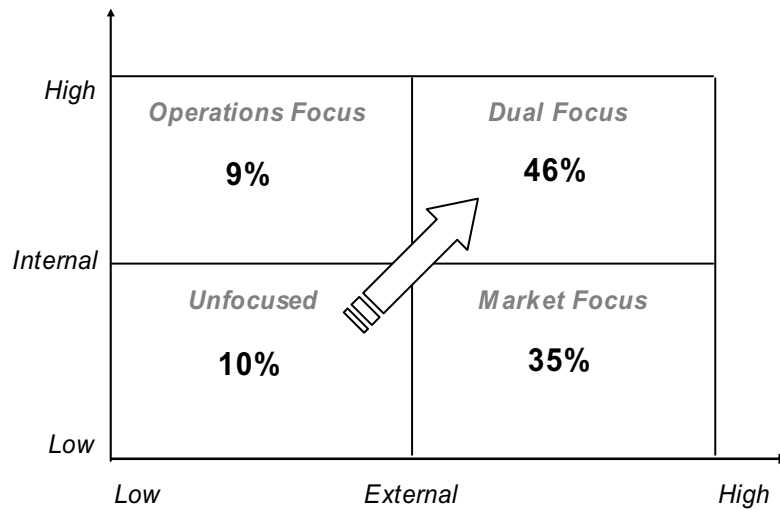 High
Operations Focus
Dual Focus
9%
46%
Internal
Unfocused
Market Focus
10%
35%
Low
Low
External
High